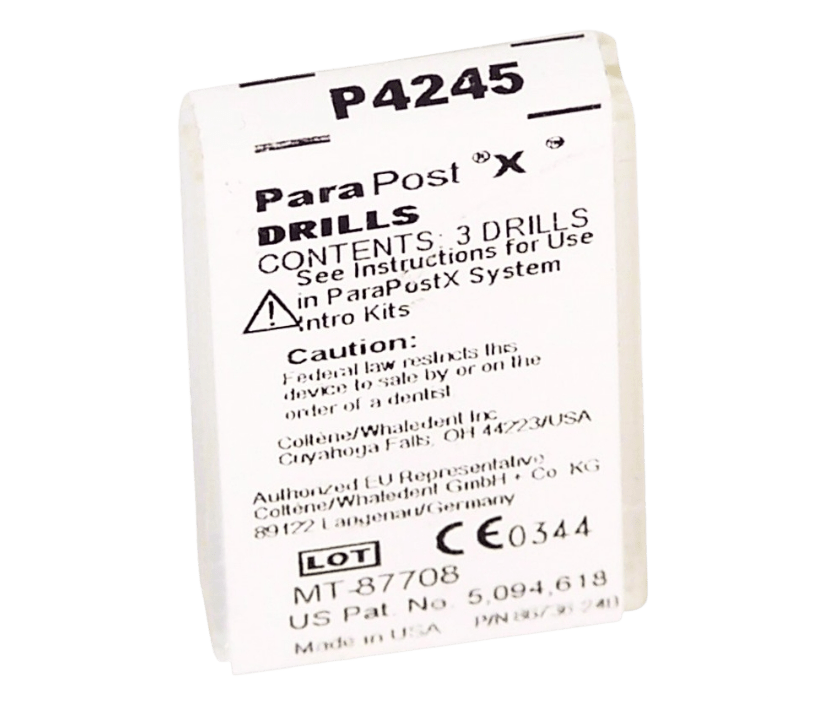 P4245
ParaPost ® X ™
DRILLS
CONTENTS: 3 DRILLS
See Instructions for Use
in ParaPostX System
Intro Kits
Caution:
Federal law restricts this
device to sale by or on the
order of a dentist
Coltène/Whaledent Inc
Cuyahoga Falls, OH 44223/USA
Authorized EU Representative
Coltène/Whaledent GmbH + Co KG
89122 Langenau/Germany
CE0344
LOT
MT-87708
US Pat. No. 5,094,618
Made in USA P/N